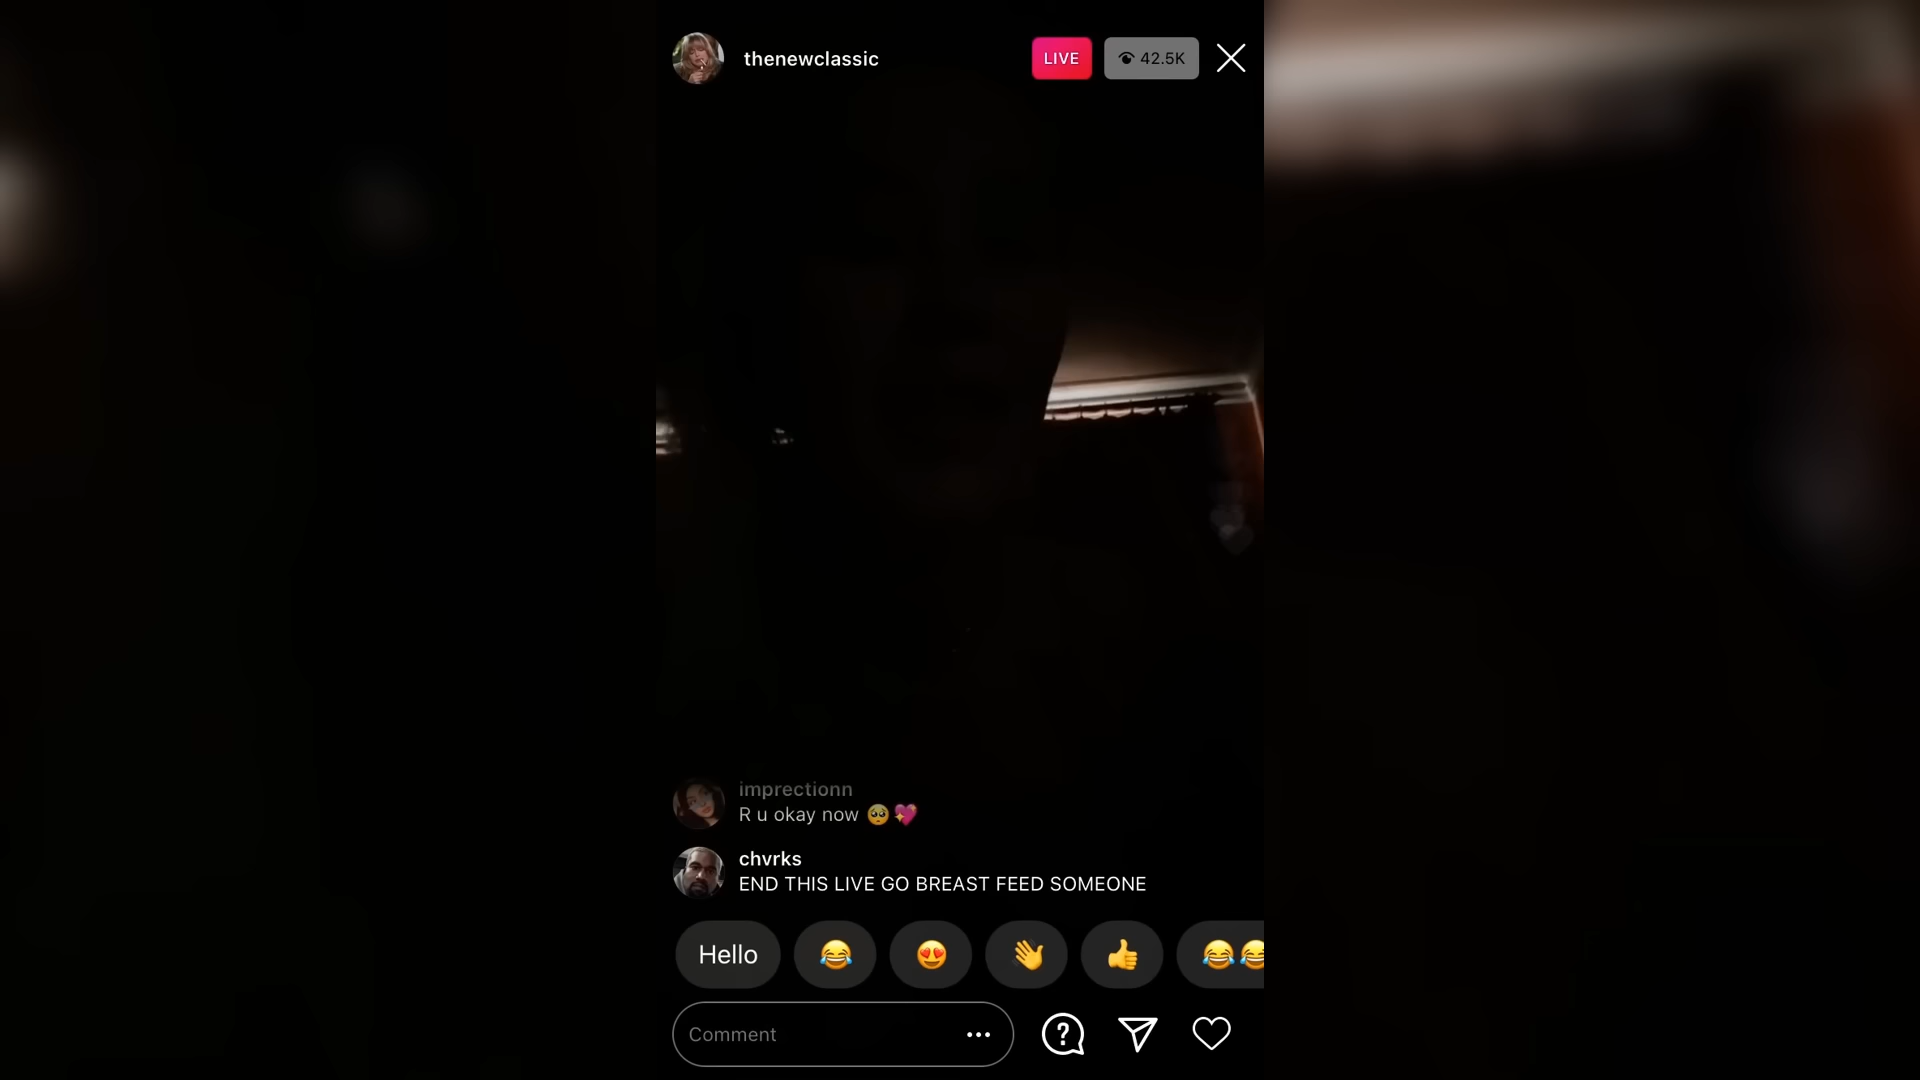 thenewclassic
LIVE
42.5K
imprectionn
R u okay now 🥺💖
chvrks
END THIS LIVE GO BREAST FEED SOMEONE
Hello
Comment